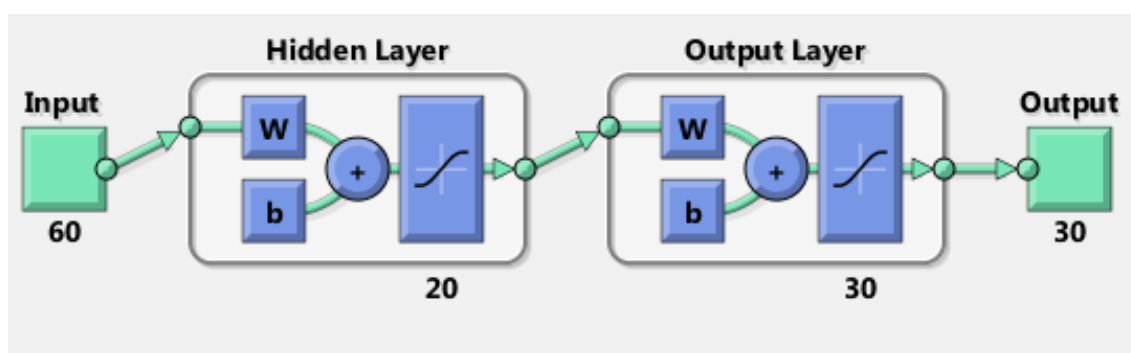 Hidden Layer
Output Layer
Input
W
W
Output
+
+
b
b
60
30
20
30